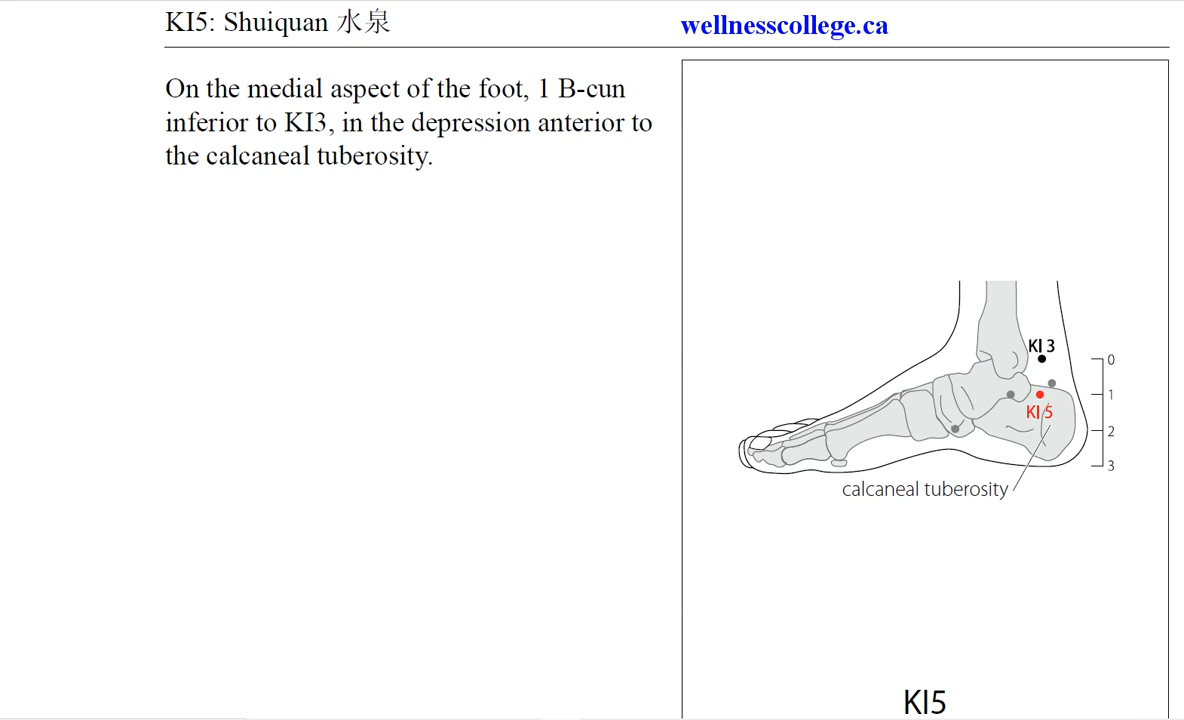 KI5: Shuiquan 水泉
wellnesscollege.ca
On the medial aspect of the foot, 1 B-cun
inferior to KI3, in the depression anterior to
the calcaneal tuberosity.
KI 3
0
1
KI 5
2
3
calcaneal tuberosity
KI5